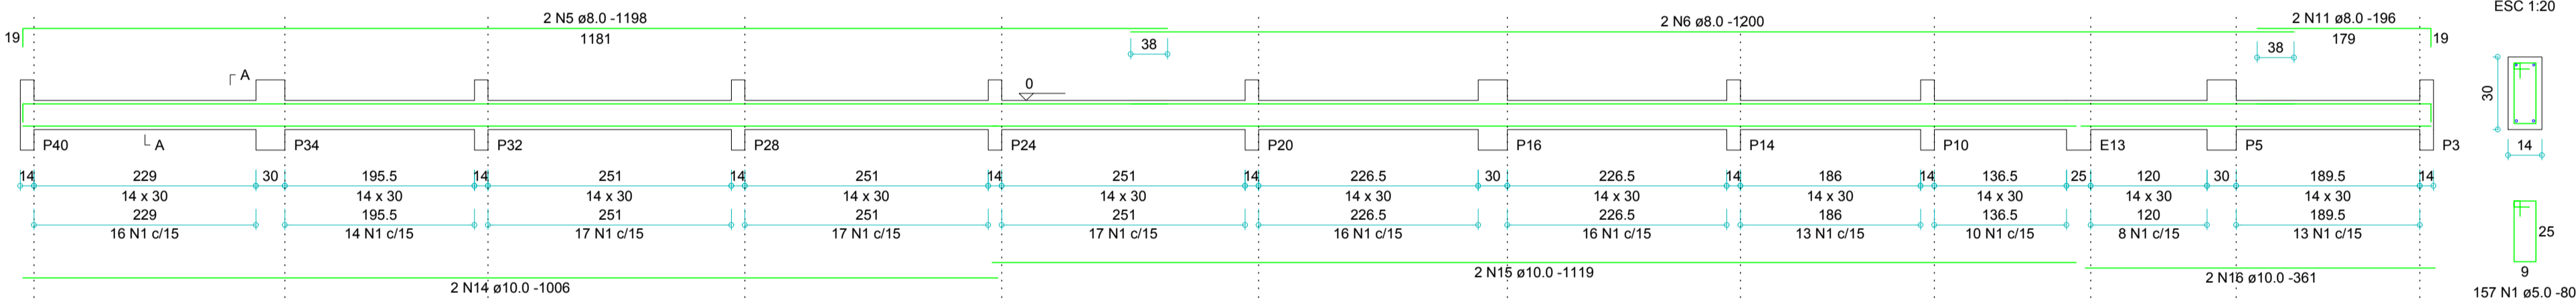 2 N5 ø8.0 -1198
2 N6 ø8.0 -1200
2 N11 ø8.0 -196
ESC 1:20
19
1181
38
38
179
19
A
0
30
P40
A
P34
P32
P28
P24
P20
P16
P14
P10
E13
P5
P3
14
14 229 30 195.5 14 251 14 251 14 251 14 226.5 30 226.5 14 186 14 136.5 25 120 30 189.5 14
14 x 30 14 x 30 14 x 30 14 x 30 14 x 30 14 x 30 14 x 30 14 x 30 14 x 30 14 x 30 14 x 30
229 195.5 251 251 251 226.5 226.5 186 136.5 120 189.5
16 N1 c/15 14 N1 c/15 17 N1 c/15 17 N1 c/15 17 N1 c/15 16 N1 c/15 16 N1 c/15 13 N1 c/15 10 N1 c/15 8 N1 c/15 13 N1 c/15
25
9
2 N14 ø10.0 -1006
2 N15 ø10.0 -1119
2 N16 ø10.0 -361
157 N1 ø5.0 -80